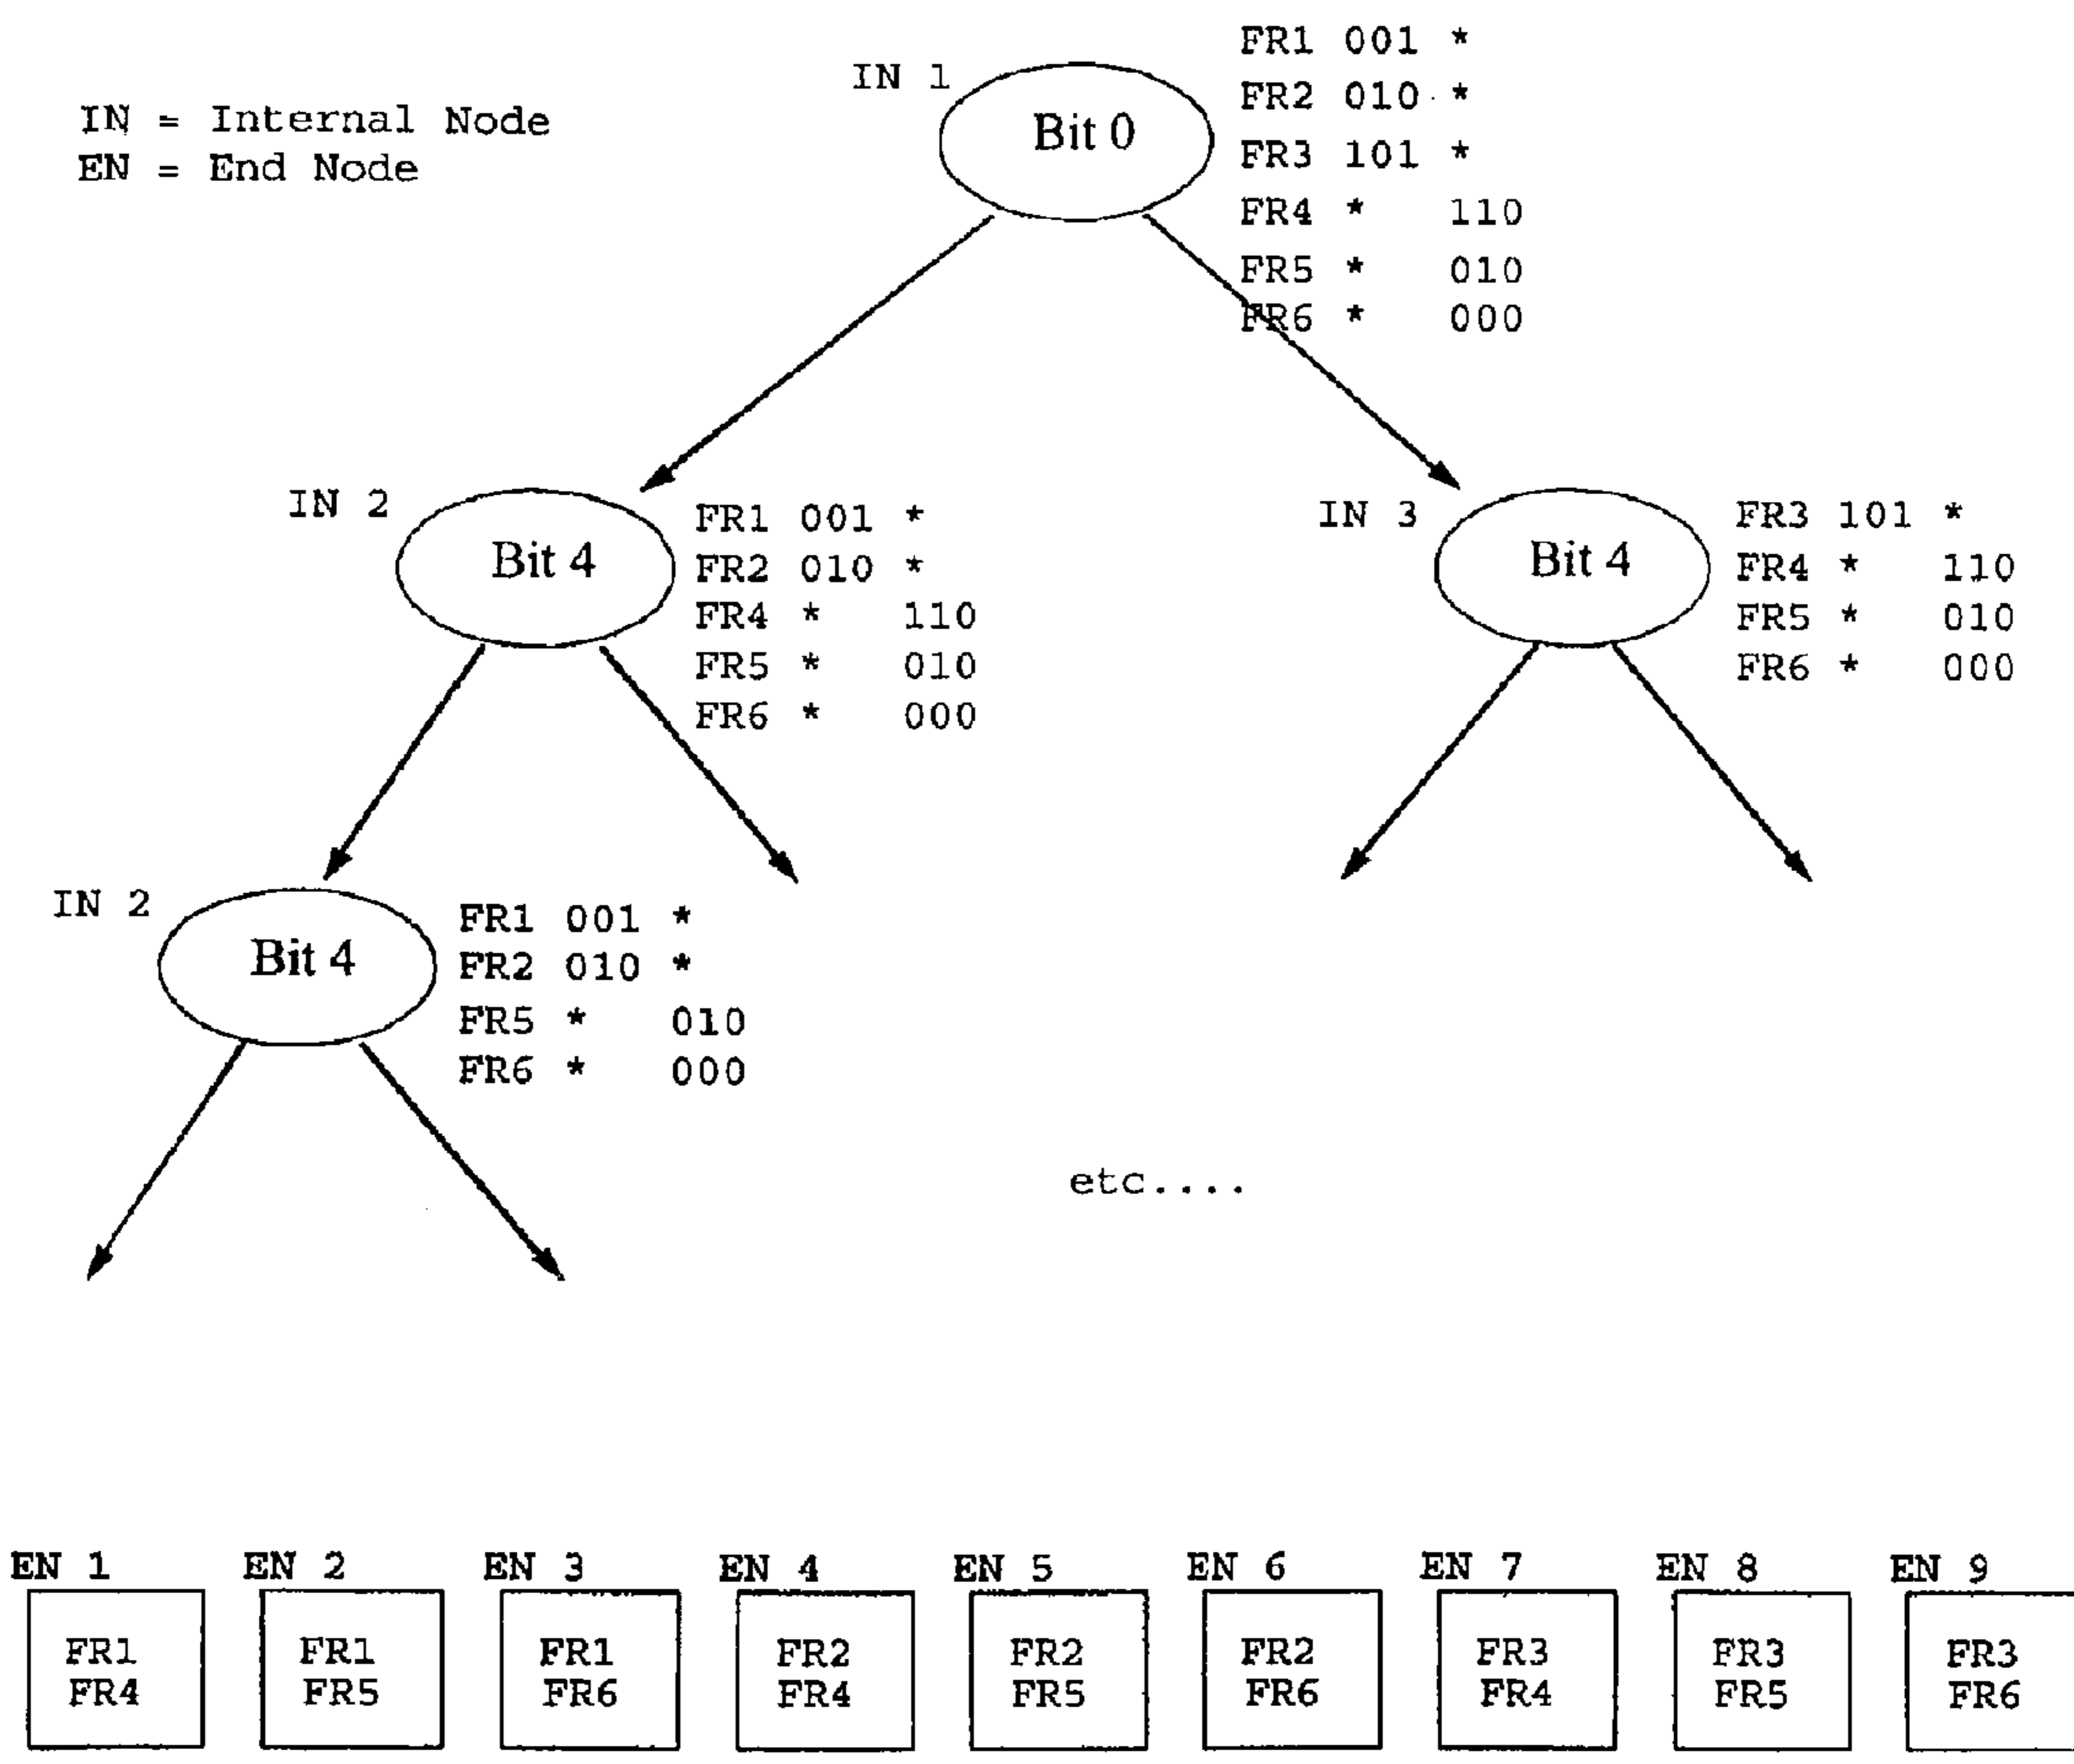 IN = Internal Node
EN = End Node
IN 1
Bit 0
FR1 001 *
FR2 010 *
FR3 101 *
FR4 * 110
FR5 * 010
FR6 * 000
IN 2
Bit 4
FR1 001 *
FR2 010 *
FR4 * 110
FR5 * 010
FR6 * 000
IN 3
Bit 4
FR3 101 *
FR4 * 110
FR5 * 010
FR6 * 000
IN 2
Bit 4
FR1 001 *
FR2 010 *
FR5 * 010
FR6 * 000
etc....
EN 1
FR1
FR4
EN 2
FR1
FR5
EN 3
FR1
FR6
EN 4
FR2
FR4
EN 5
FR2
FR5
EN 6
FR2
FR6
EN 7
FR3
FR4
EN 8
FR3
FR5
EN 9
FR3
FR6